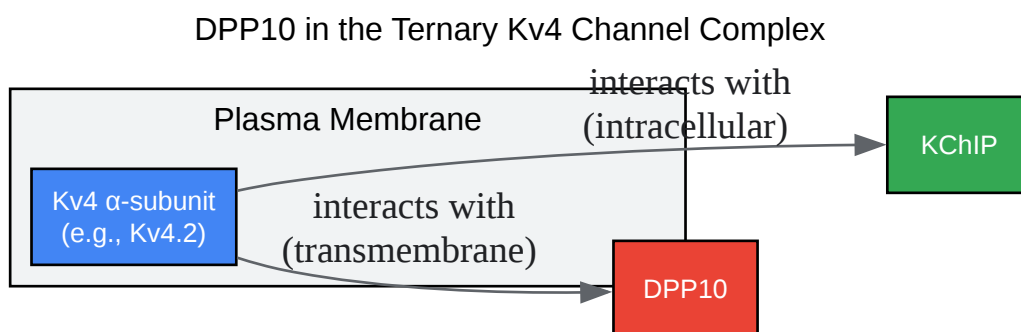 DPP10 in the Ternary Kv4 Channel Complex
interacts with
(intracellular)
Plasma Membrane
KChIP
Kv4 α-subunit
(e.g., Kv4.2)
interacts with
(transmembrane)
DPP10